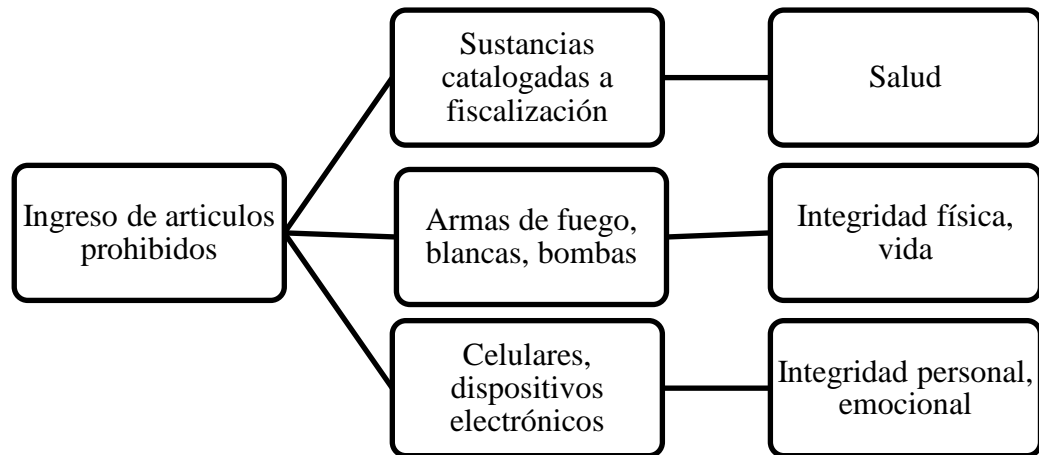 Ingreso de articulos
prohibidos
Sustancias
catalogadas a
fiscalización
Salud
Armas de fuego,
blancas, bombas
Integridad física,
vida
Celulares,
dispositivos
electrónicos
Integridad personal,
emocional